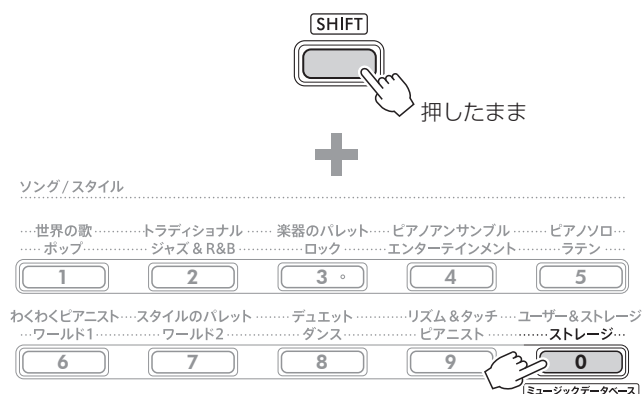 SHIFT
押したまま
ソング/スタイル
世界の歌 トラディショナル 楽器のパレット ピアノアンサンブル ピアノソロ
ポップ ジャズ & R&B ロック エンターテインメント ラテン
1 2 3 4 5
わくわくピアニスト スタイルのパレット デュエット リズム&タッチ ユーザー&ストレージ
ワールド1 ワールド2 ダンス ピアニスト ストレージ
6 7 8 9 0
ミュージックデータベース